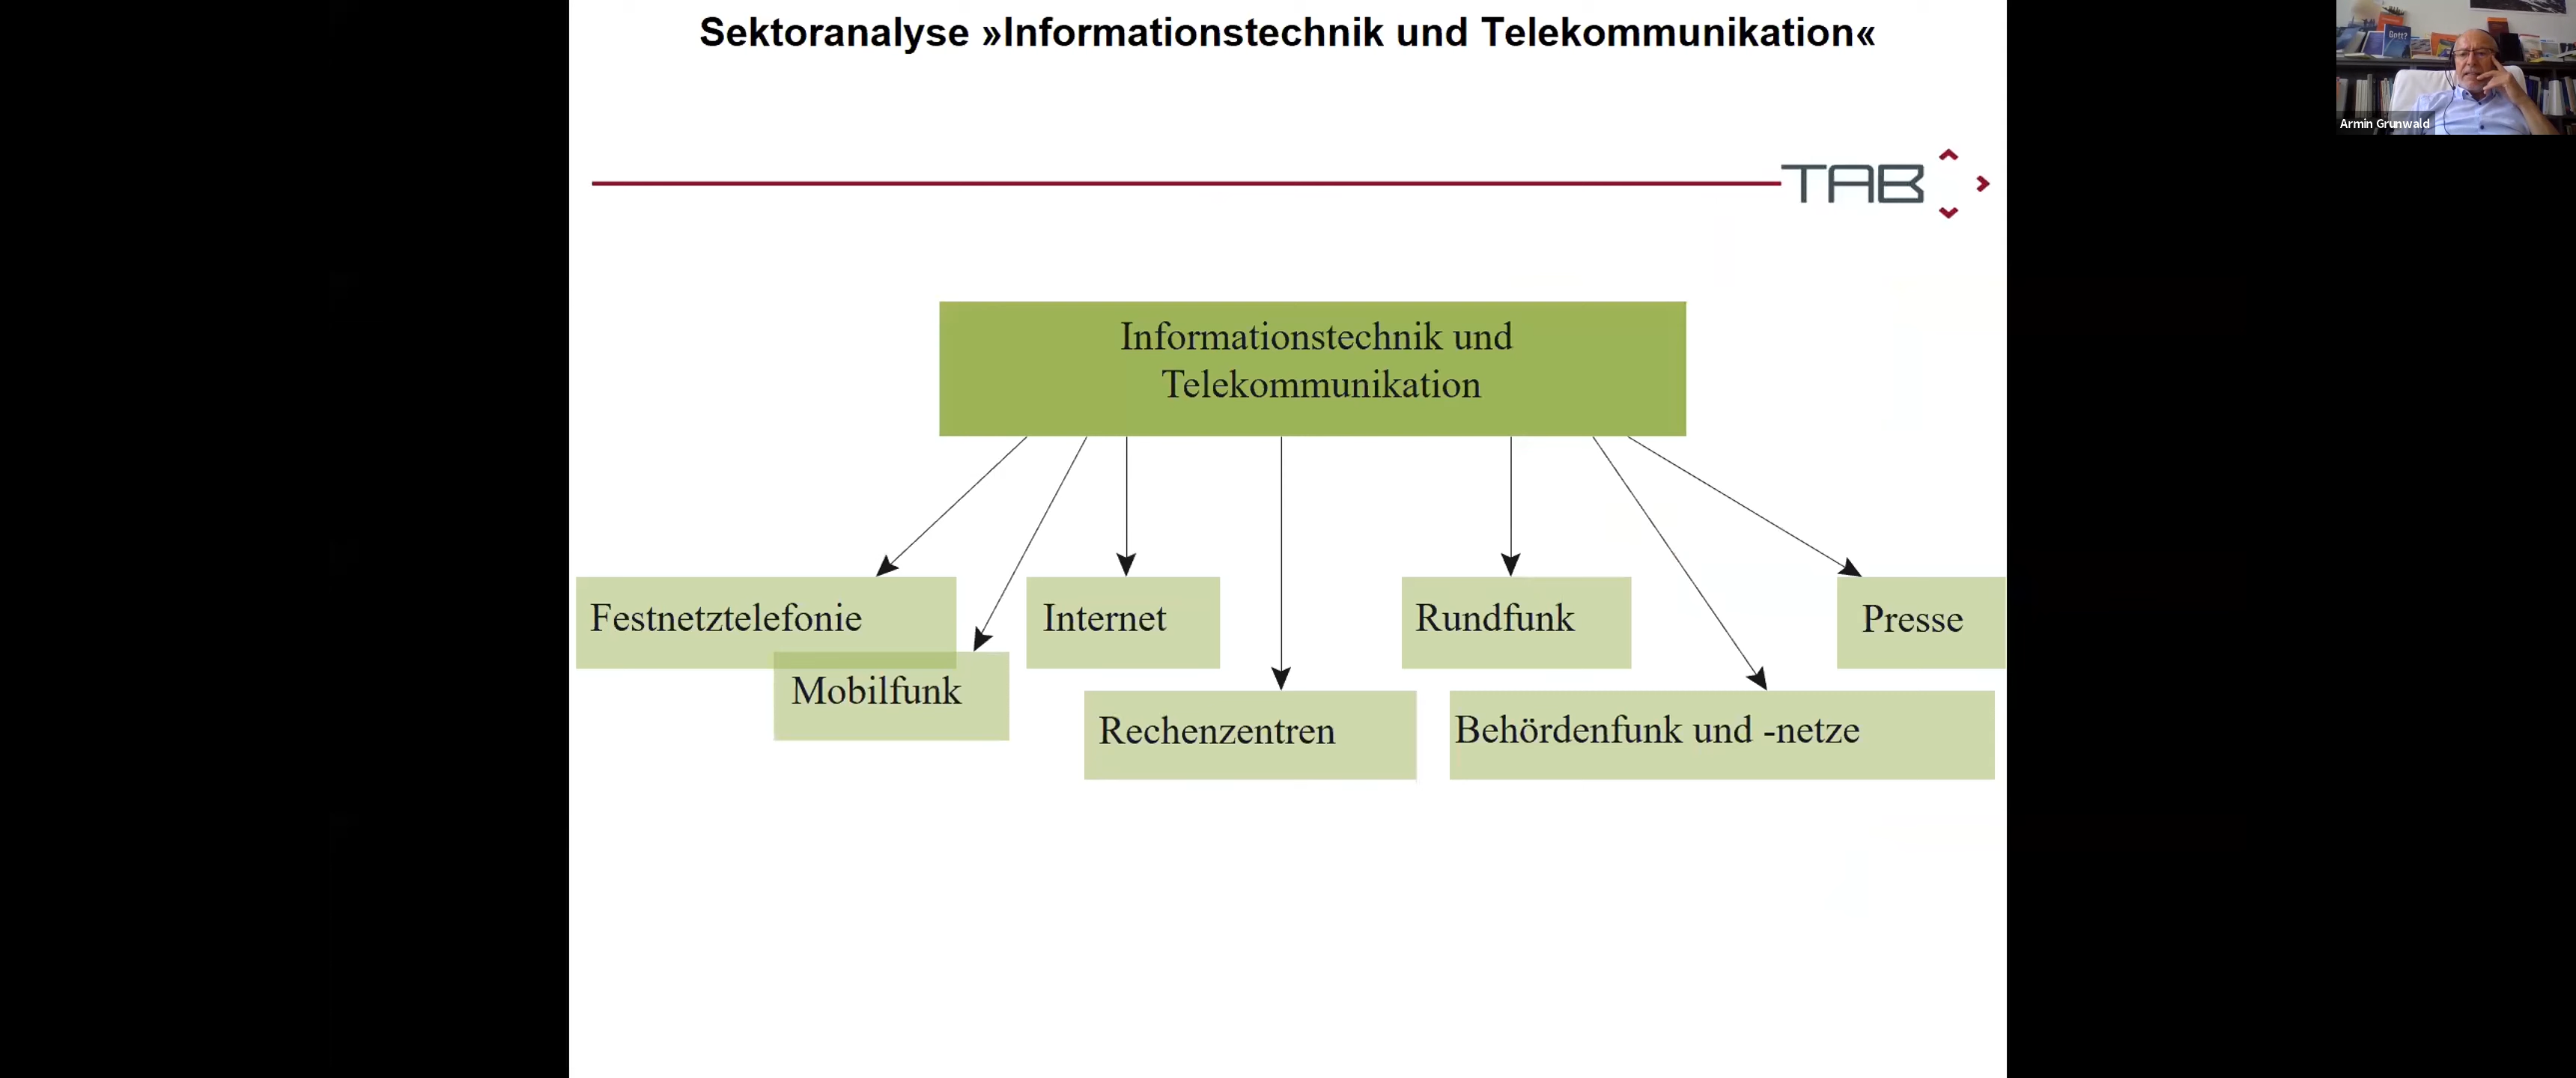 Sektoranalyse »Informationstechnik und Telekommunikation«
Gott?
Armin Grunwald
TAB
Informationstechnik und
Telekommunikation
Festnetztelefonie
Internet
Rundfunk
Presse
Mobilfunk
Rechenzentren
Behördenfunk und -netze